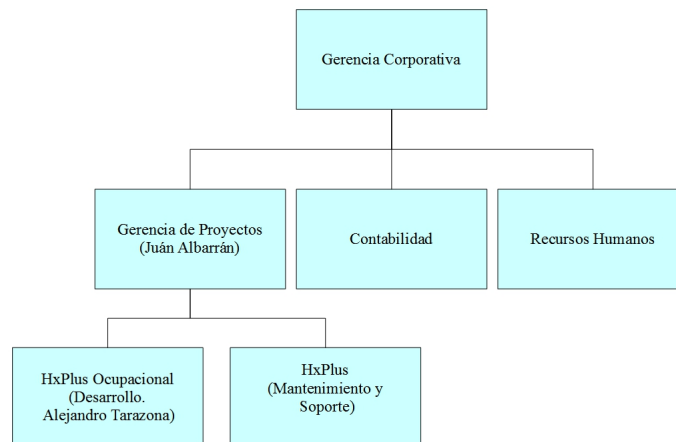 Gerencia Corporativa
Gerencia de Proyectos
(Juán Albarrán)
Contabilidad
Recursos Humanos
HxPlus Ocupacional
(Desarrollo.
Alejandro Tarazona)
HxPlus
(Mantenimiento y
Soporte)